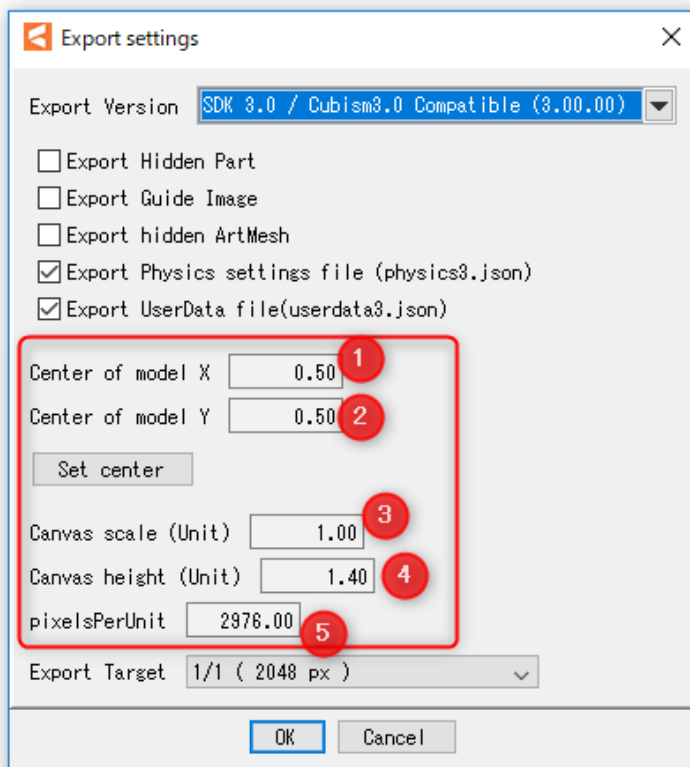 Export settings
Export Version SDK 3.0 / Cubism3.0 Compatible (3.00.00)
Export Hidden Part
Export Guide Image
Export hidden ArtMesh
Export Physics settings file (physics3.json)
Export UserData file(userdata3.json)
Center of model X 0.50 1
Center of model Y 0.50 2
Set center
Canvas scale (Unit) 1.00 3
Canvas height (Unit) 1.40 4
pixelsPerUnit 2976.00 5
Export Target 1/1 ( 2048 px )
OK Cancel